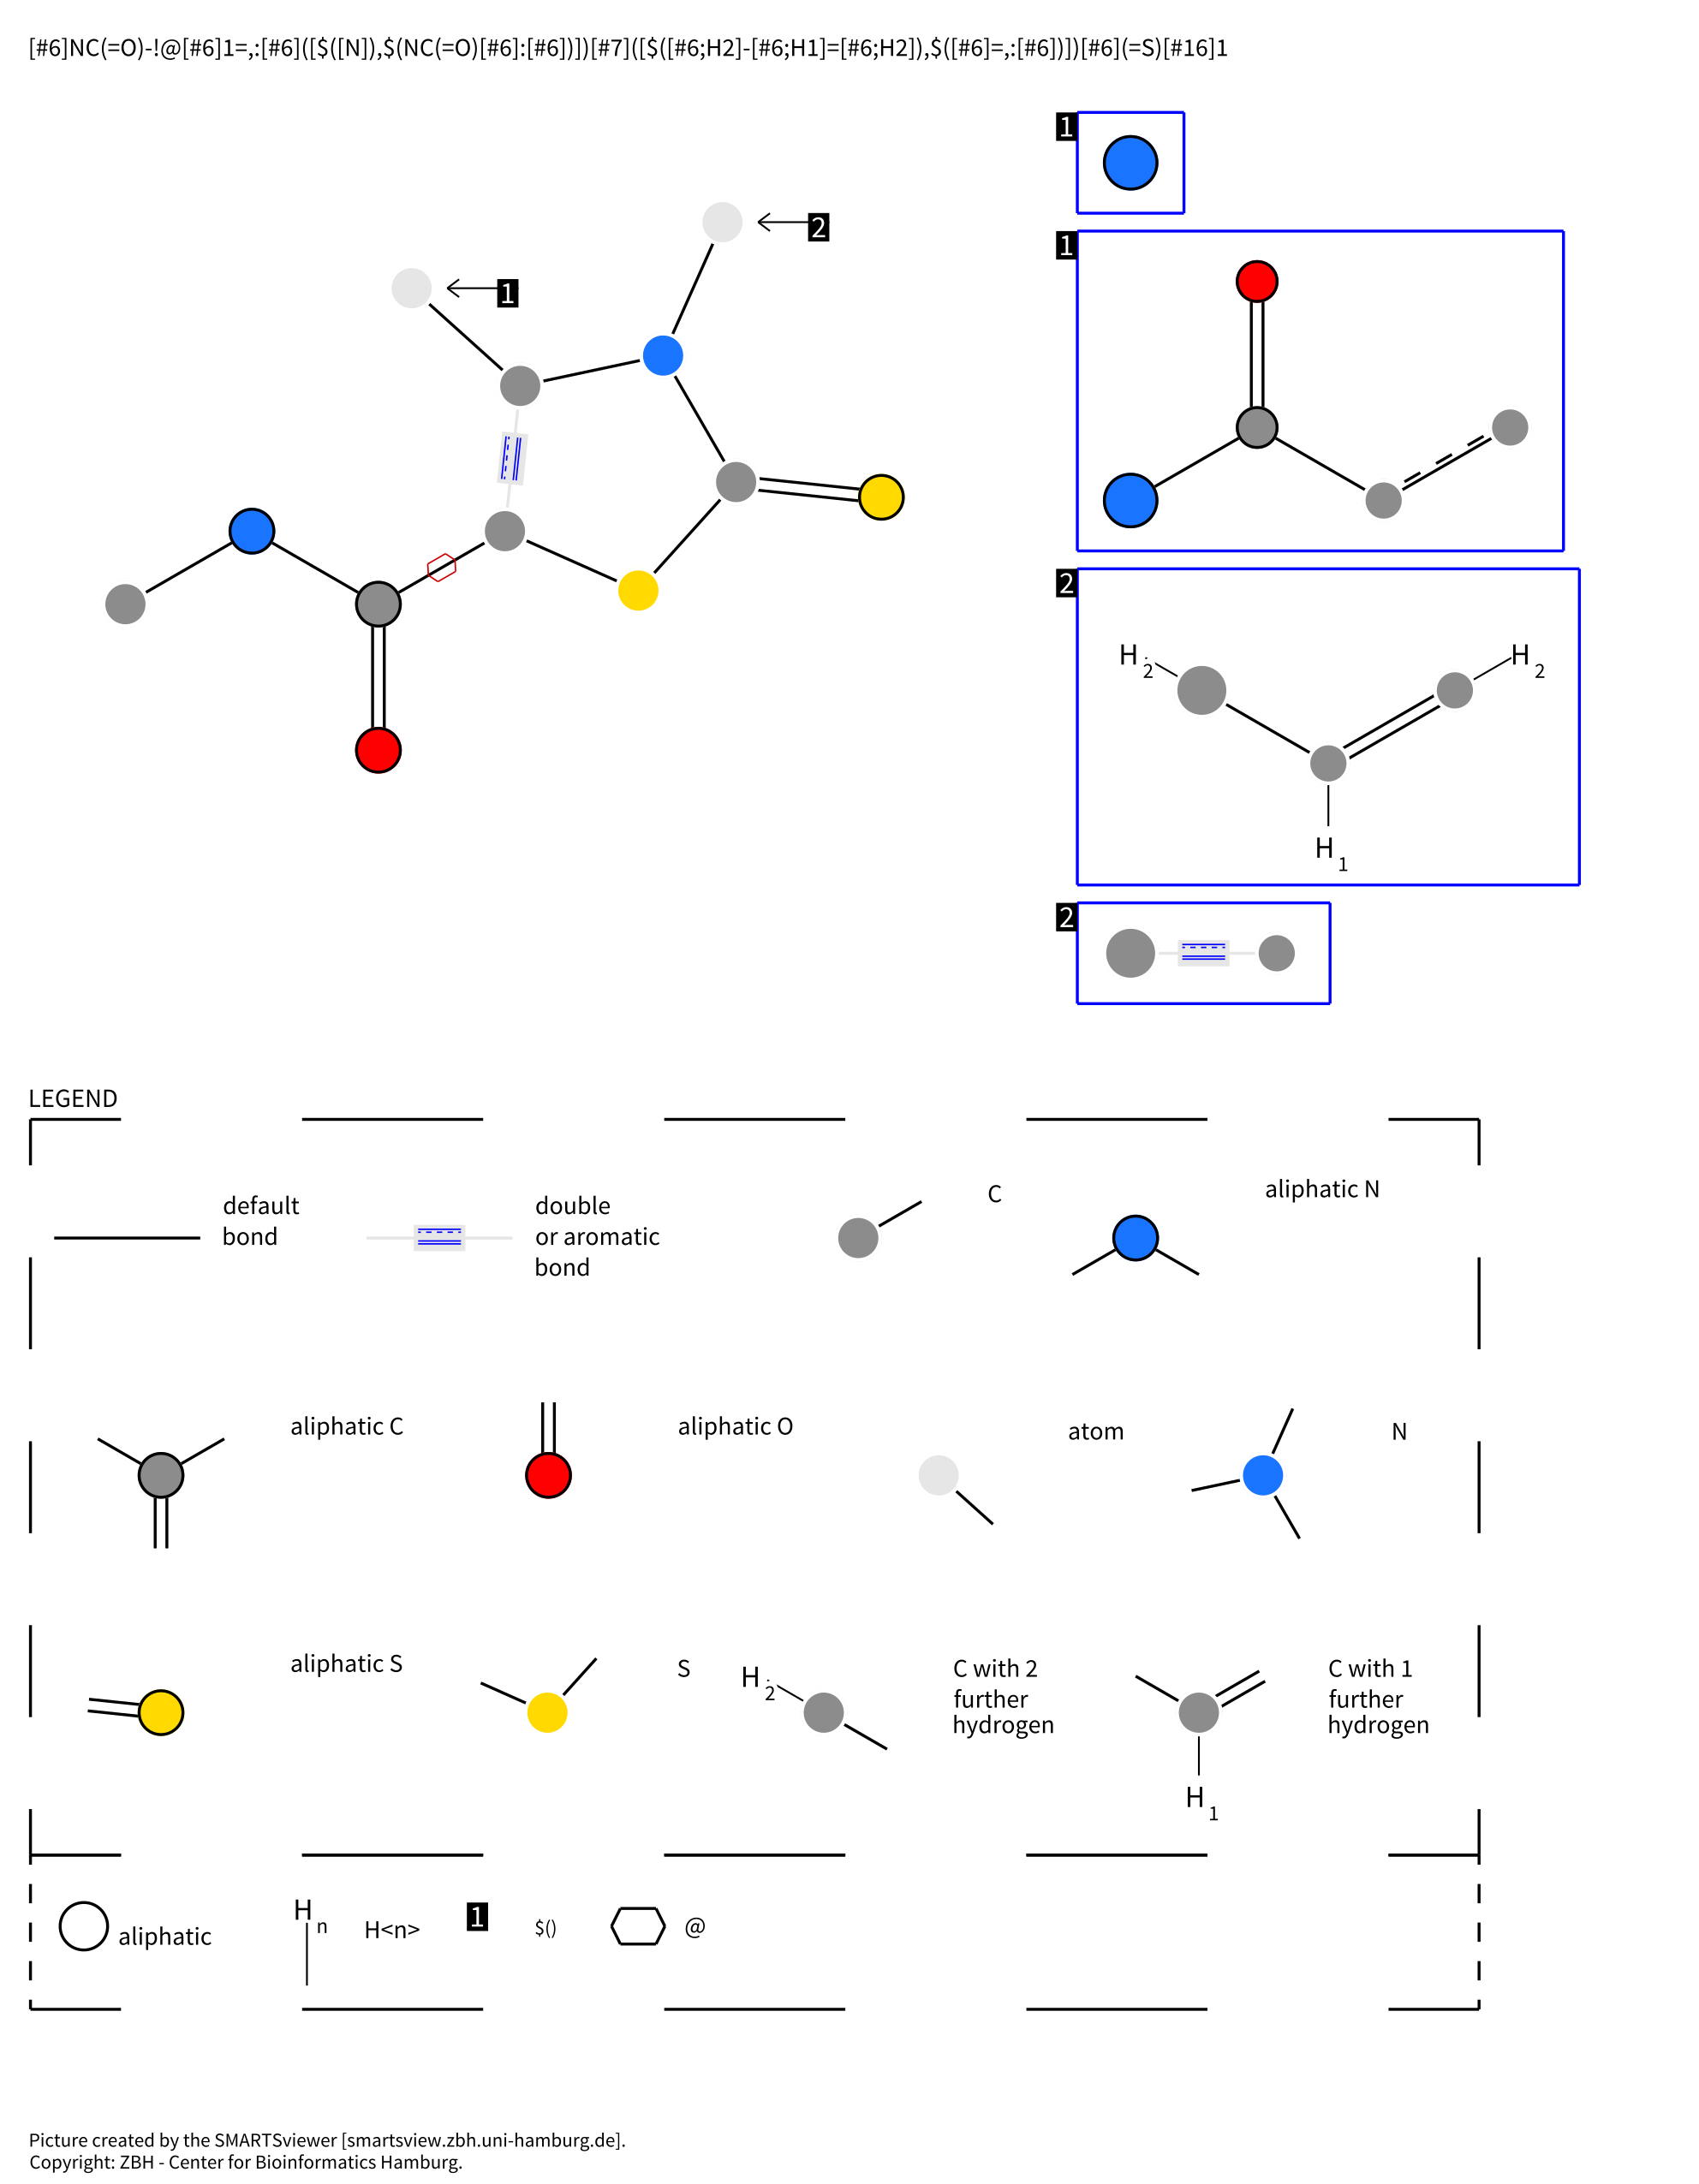 [#6]NC(=O)-!@[#6]1=,:[#6]([$([N]),$(NC(=O)[#6]:[#6])])[#7]([$([#6;H2]-[#6;H1]=[#6;H2]),$([#6]=,:[#6])])[#6](=S)[#16]1
1
1
2
1
2
H 2
H 2
H 1
2
LEGEND
default
bond
double
or aromatic
bond
C
aliphatic N
aliphatic C
aliphatic O
atom
N
aliphatic S
S
H 2
C with 2
further
hydrogen
C with 1
further
hydrogen
H 1
aliphatic
H n
H<n>
1
$()
@
Picture created by the SMARTSviewer [smartsview.zbh.uni-hamburg.de].
Copyright: ZBH - Center for Bioinformatics Hamburg.